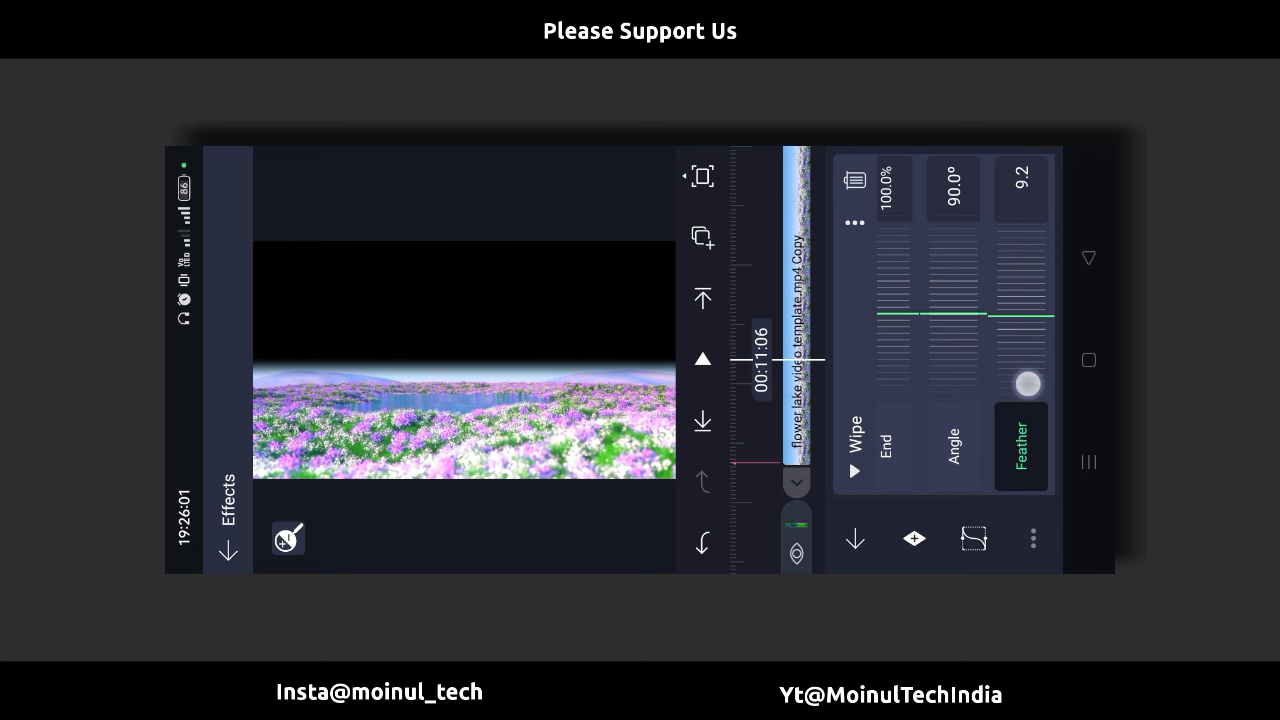 Please Support Us
19:26:01
86
Effects
00:11:06
flower lake video template.mp4 Copy
Wipe
End
100.0%
Angle
90.0°
Feather
9.2
Insta@moinul_tech
Yt@MoinulTechIndia